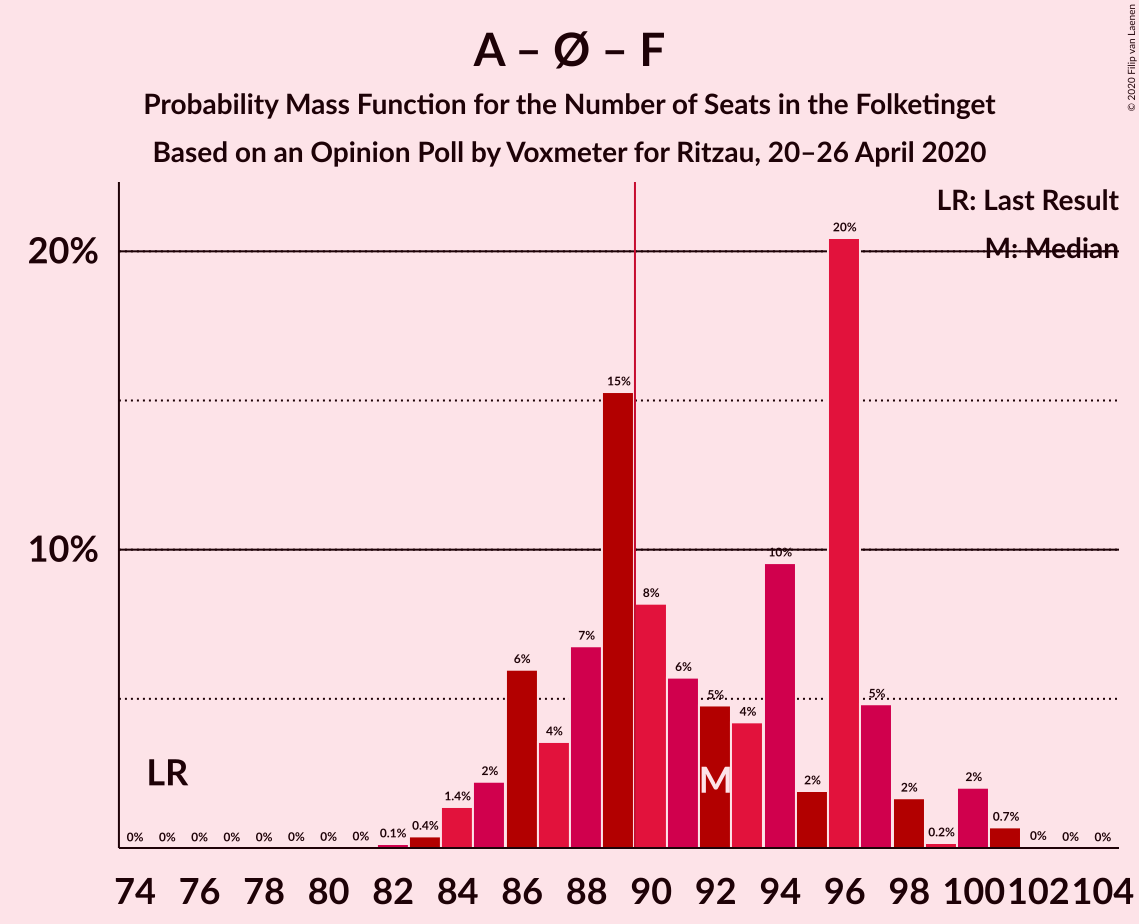 A – Ø – F
Probability Mass Function for the Number of Seats in the Folketinget
Based on an Opinion Poll by Voxmeter for Ritzau, 20–26 April 2020
© 2020 Filip van Laenen
LR: Last Result
M: Median
20%
10%
0% 0% 0% 0% 0% 0% 0% 0% 0.1% 0.4% 1.4% 2% 6% 4% 7% 15% 8% 6% 5% 4% 10% 2% 20% 5% 2% 0.2% 2% 0.7% 0% 0% 0%
LR
M
74 76 78 80 82 84 86 88 90 92 94 96 98 100 102 104